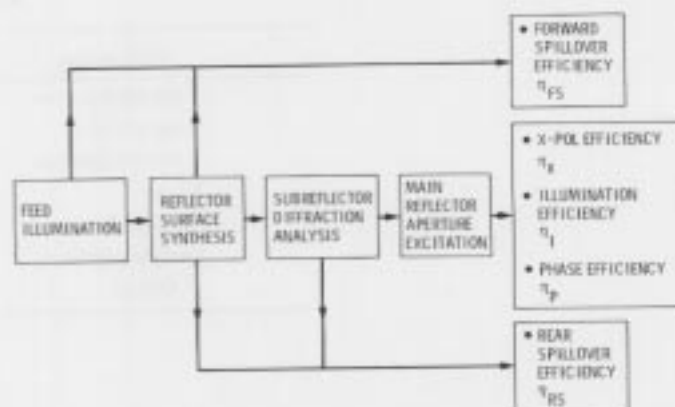 • FORWARD
SPILLOVER
EFFICIENCY
η FS
FEED
ILLUMINATION
REFLECTOR
SURFACE
SYNTHESIS
SUBREFLECTOR
DIFFRACTION
ANALYSIS
MAIN
REFLECTOR
APERTURE
EXCITATION
• X-POL EFFICIENCY
η X
• ILLUMINATION
EFFICIENCY
η I
• PHASE EFFICIENCY
η P
• REAR
SPILLOVER
EFFICIENCY
η RS